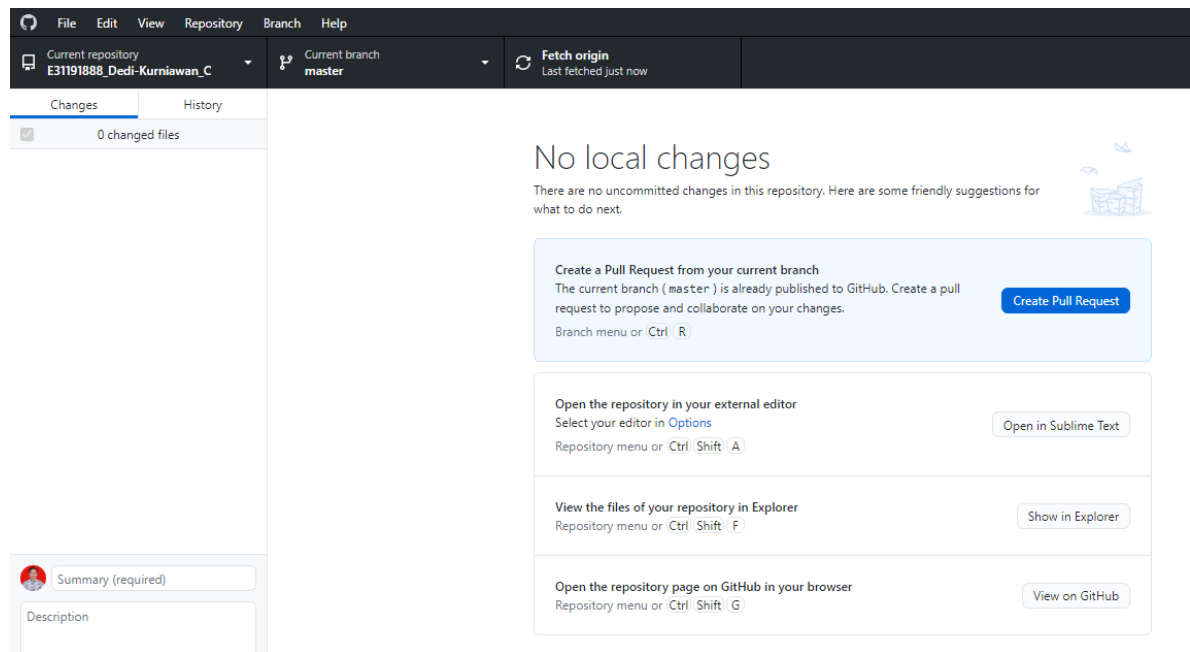 File Edit View Repository Branch Help
Current repository
E31191888_Dedi-Kurniawan_C
Current branch
master
Fetch origin
Last fetched just now
Changes History
0 changed files
No local changes
There are no uncommitted changes in this repository. Here are some friendly suggestions for
what to do next.
Create a Pull Request from your current branch
The current branch (master) is already published to GitHub. Create a pull
request to propose and collaborate on your changes.
Branch menu or Ctrl R
Create Pull Request
Open the repository in your external editor
Select your editor in Options
Repository menu or Ctrl Shift A
Open in Sublime Text
View the files of your repository in Explorer
Repository menu or Ctrl Shift F
Show in Explorer
Open the repository page on GitHub in your browser
Repository menu or Ctrl Shift G
View on GitHub
Summary (required)
Description